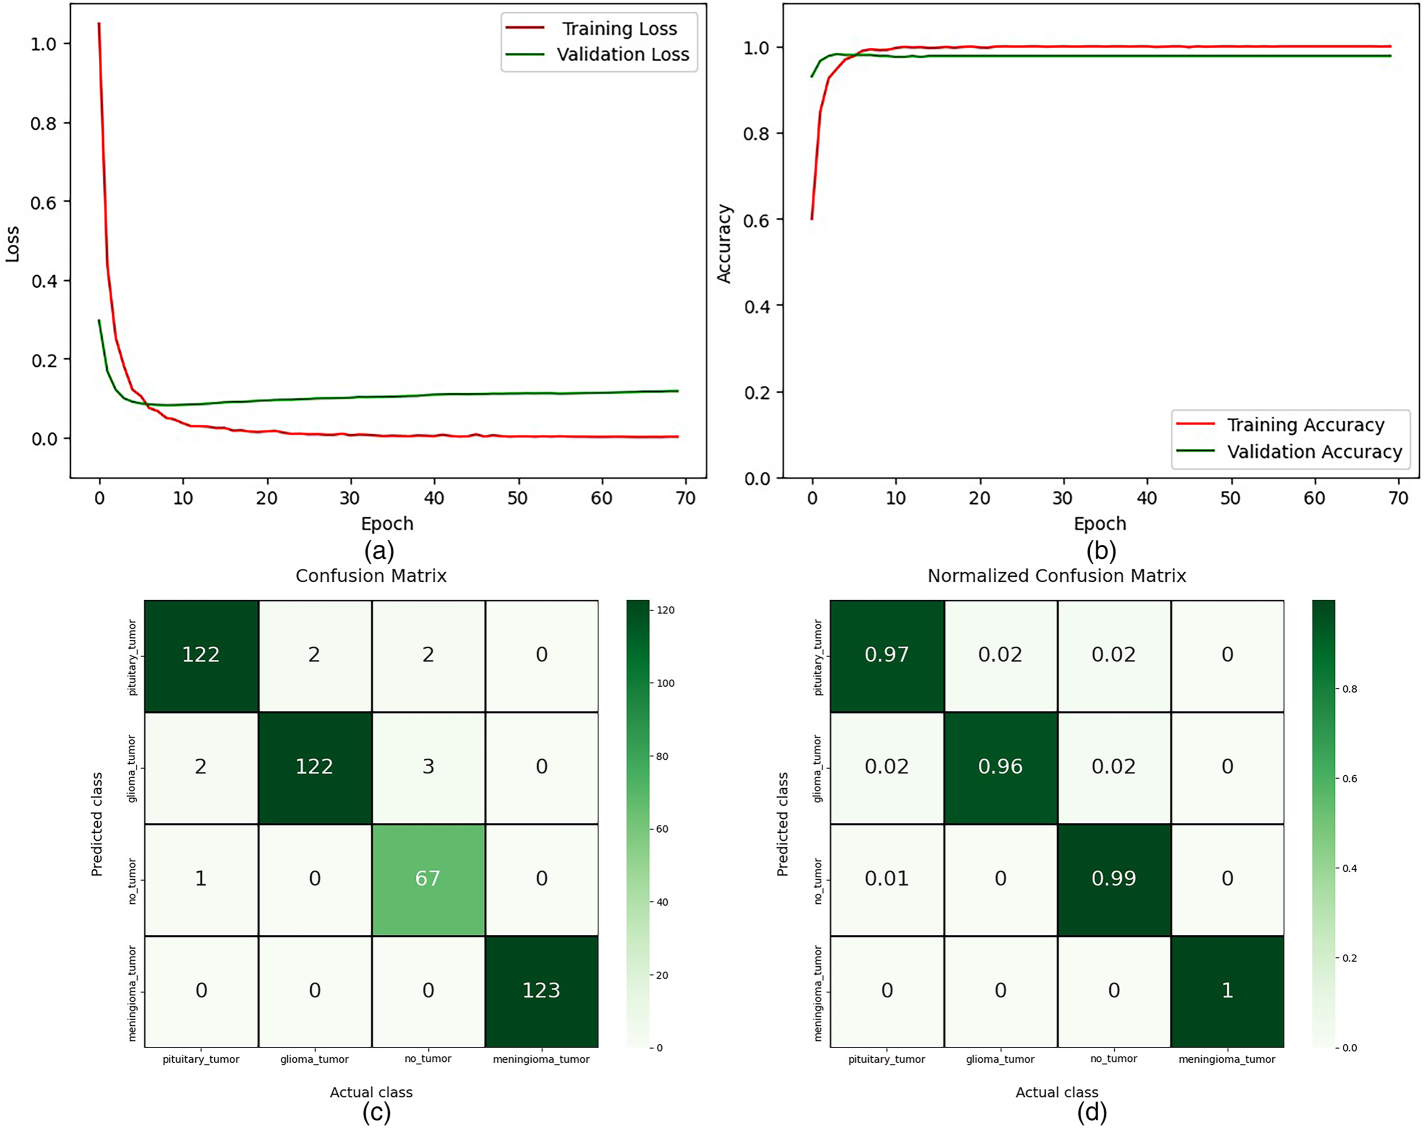 Training Loss
Validation Loss
1.0
0.8
0.6
0.4
0.2
0.0
Loss
0 10 20 30 40 50 60 70
Epoch
(a)
1.0
0.8
0.6
0.4
0.2
0.0
Accuracy
Training Accuracy
Validation Accuracy
0 10 20 30 40 50 60 70
Epoch
(b)
Confusion Matrix
Predicted class
pituitary_tumor 122 2 2 0
glioma_tumor 2 122 3 0
no_tumor 1 0 67 0
meningioma_tumor 0 0 0 123
pituitary_tumor glioma_tumor no_tumor meningioma_tumor
Actual class
120
100
80
60
40
20
0
(c)
Normalized Confusion Matrix
Predicted class
pituitary_tumor 0.97 0.02 0.02 0
glioma_tumor 0.02 0.96 0.02 0
no_tumor 0.01 0 0.99 0
meningioma_tumor 0 0 0 1
pituitary_tumor glioma_tumor no_tumor meningioma_tumor
Actual class
0.8
0.6
0.4
0.2
0.0
(d)